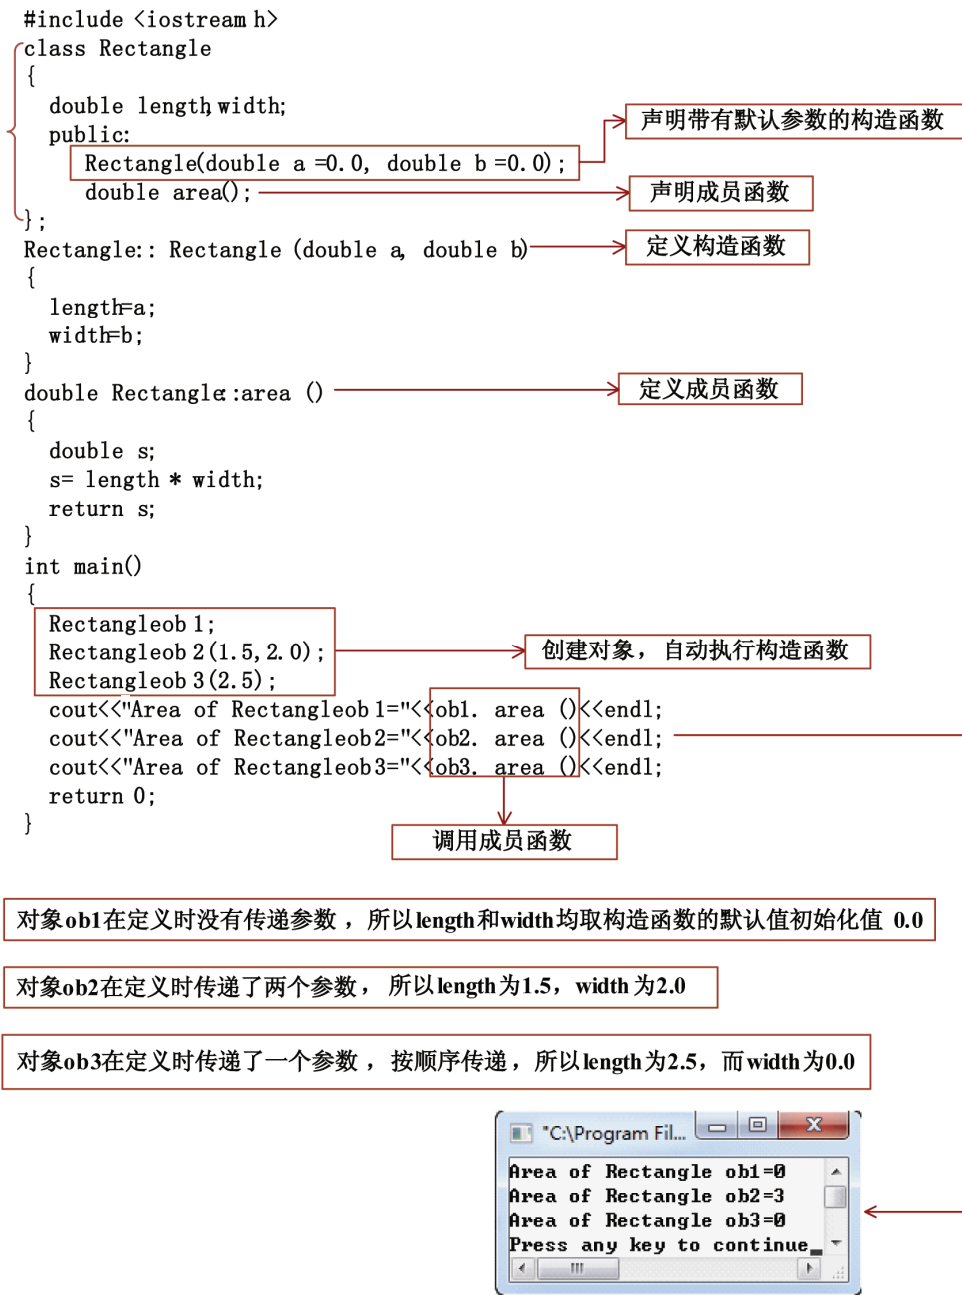 #include <iostream.h>
class Rectangle
{
double length,width;
public:
声明带有默认参数的构造函数
Rectangle(double a =0.0, double b =0.0);
double area();
声明成员函数
};
Rectangle:: Rectangle (double a, double b)
定义构造函数
{
length=a;
width=b;
}
double Rectangle::area ()
定义成员函数
{
double s;
s= length * width;
return s;
}
int main()
{
Rectangleob 1;
Rectangleob 2(1.5,2.0);
创建对象，自动执行构造函数
Rectangleob 3(2.5);
cout<<"Area of Rectangleob 1="<<ob1. area ()<<endl;
cout<<"Area of Rectangleob2="<<ob2. area ()<<endl;
cout<<"Area of Rectangleob3="<<ob3. area ()<<endl;
return 0;
}
调用成员函数
对象ob1在定义时没有传递参数，所以length和width均取构造函数的默认值初始化值 0.0
对象ob2在定义时传递了两个参数，所以length为1.5，width为2.0
对象ob3在定义时传递了一个参数，按顺序传递，所以length为2.5，而width为0.0
"C:\Program Fil...
Area of Rectangle ob1=0
Area of Rectangle ob2=3
Area of Rectangle ob3=0
Press any key to continue_